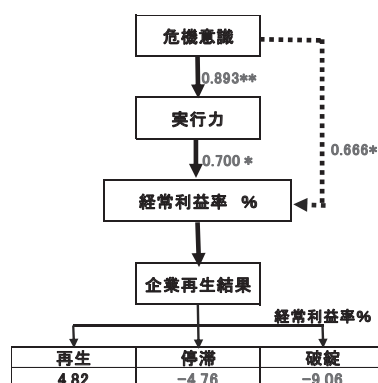 危機意識
0.893**
実行力
0.700 *
0.666*
経常利益率 %
企業再生結果
経常利益率%
再生 停滞 破綻
4.82 -4.76 -9.06